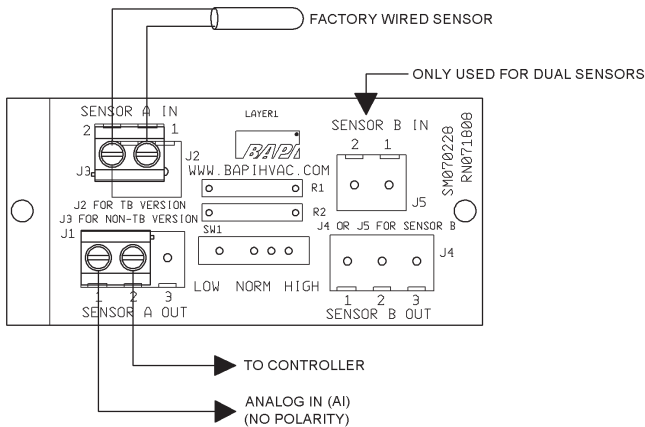 FACTORY WIRED SENSOR
ONLY USED FOR DUAL SENSORS
SENSOR A IN
2 1
LAYER1
SENSOR B IN
2 1
SM070228
RN071808
BAPI
J3
J2
WWW.BAPIHVAC.COM
R1
J5
J2 FOR TB VERSION
J3 FOR NON-TB VERSION
R2
J4 OR J5 FOR SENSOR B
J1
SW1
J4
LOW NORM HIGH
1 2 3
SENSOR A OUT
1 2 3
SENSOR B OUT
TO CONTROLLER
ANALOG IN (AI)
(NO POLARITY)